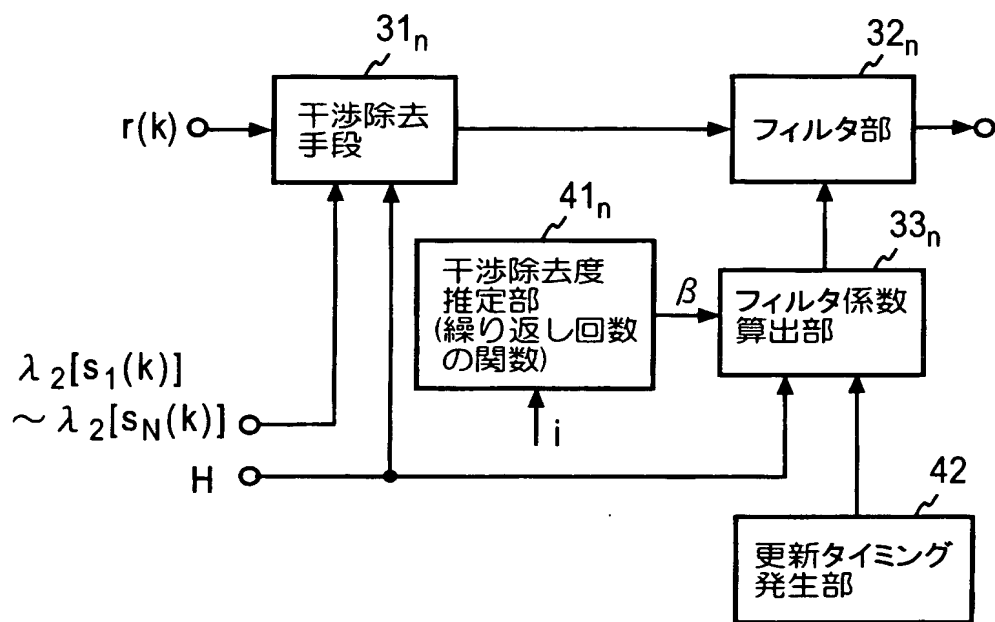 31n
32n
r(k)
干渉除去
手段
フィルタ部
41n
33n
干渉除去度
推定部
(繰り返し回数
の関数)
β
フィルタ係数
算出部
λ2[s1(k)]
~ λ2[sN(k)]
i
H
42
更新タイミング
発生部